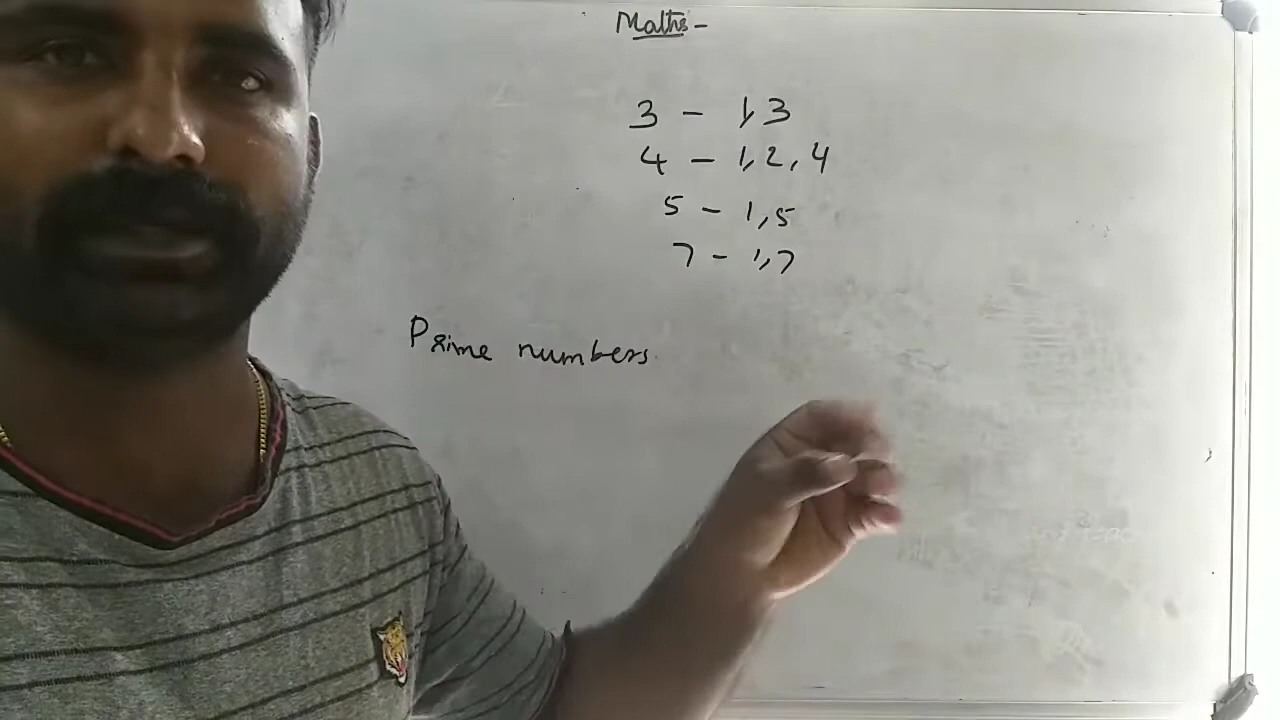 Maths-
3 - 1,3
4 - 1,2,4
5 - 1,5
7 - 1,7
Prime numbers.